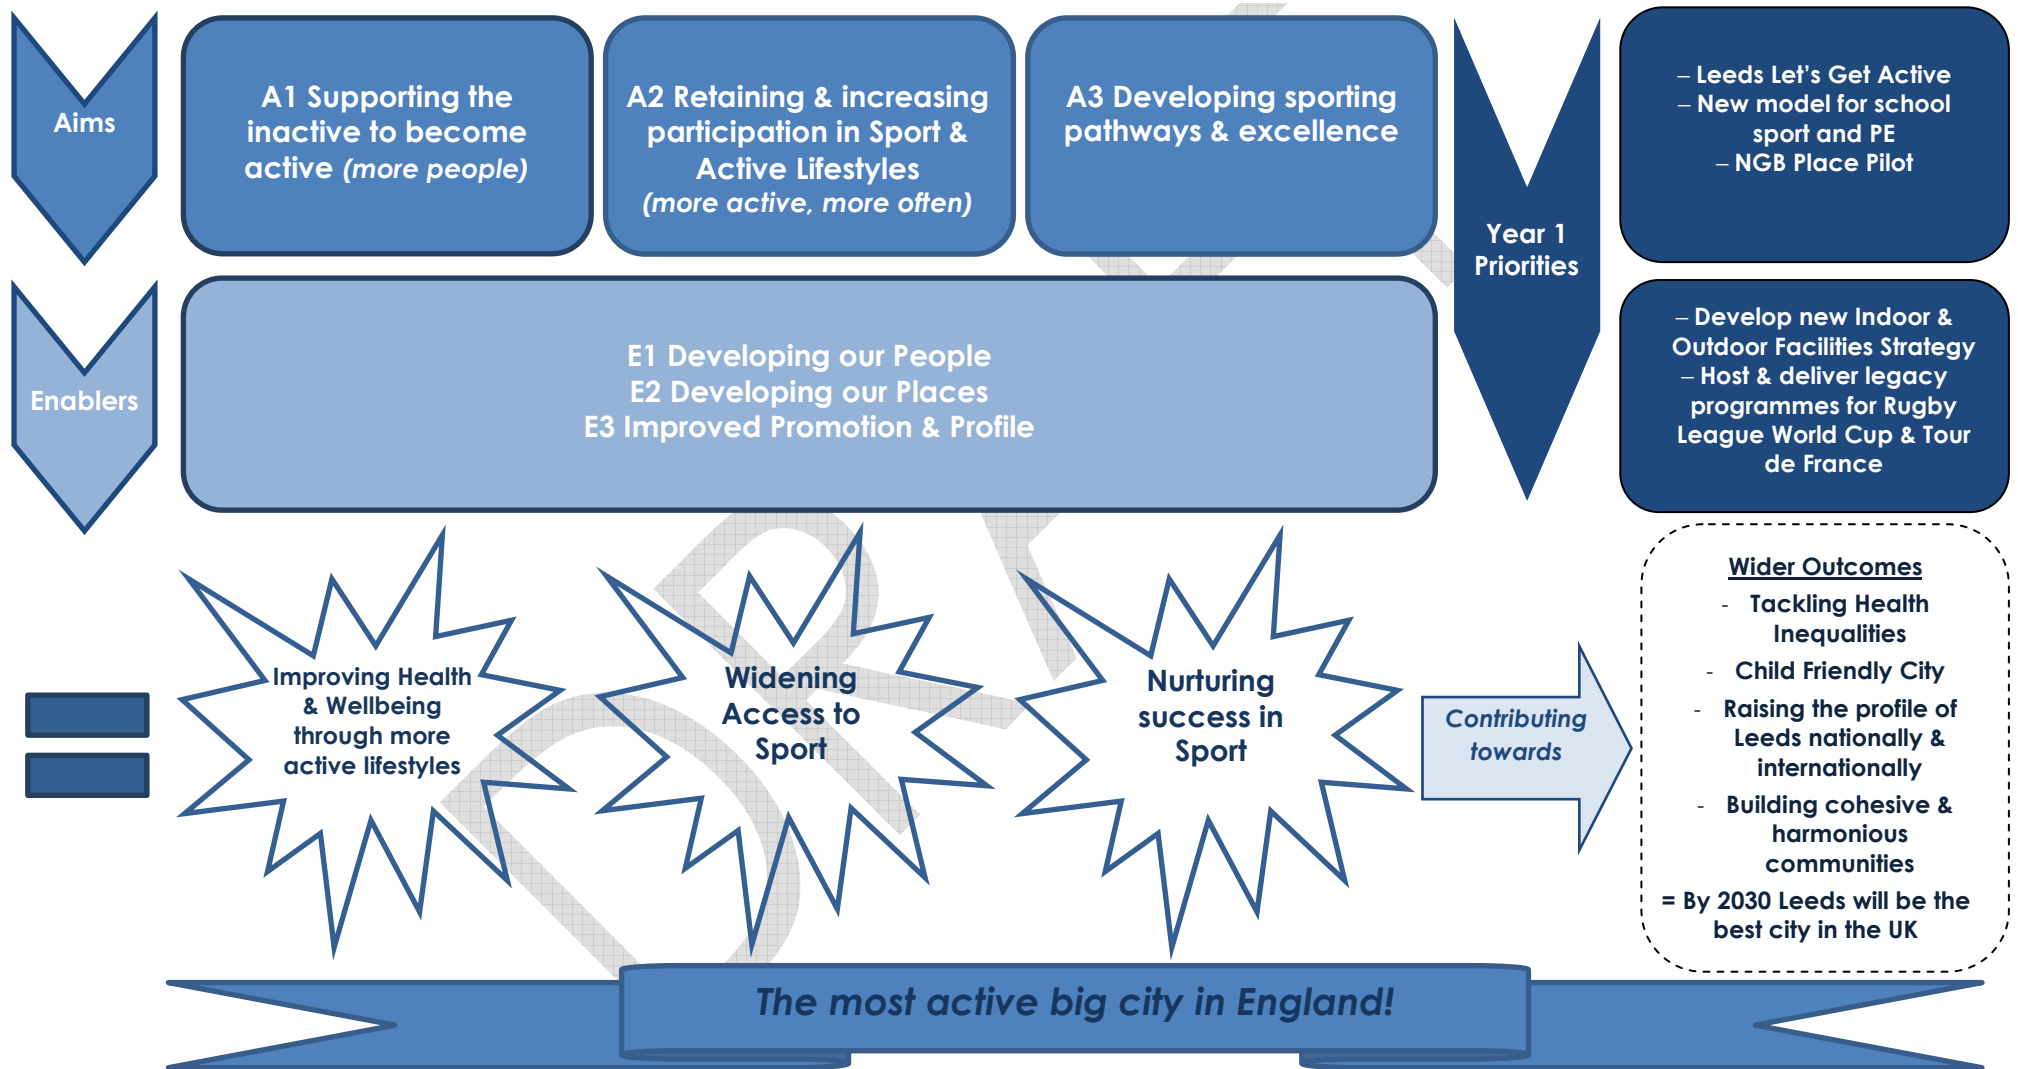 Aims
A1 Supporting the
inactive to become
active (more people)
A2 Retaining & increasing
participation in Sport &
Active Lifestyles
(more active, more often)
A3 Developing sporting
pathways & excellence
Year 1
Priorities
– Leeds Let's Get Active
– New model for school
sport and PE
– NGB Place Pilot
Enablers
E1 Developing our People
E2 Developing our Places
E3 Improved Promotion & Profile
– Develop new Indoor &
Outdoor Facilities Strategy
– Host & deliver legacy
programmes for Rugby
League World Cup & Tour
de France
Improving Health
& Wellbeing
through more
active lifestyles
Widening
Access to
Sport
Nurturing
success in
Sport
Contributing
towards
Wider Outcomes
- Tackling Health
Inequalities
- Child Friendly City
- Raising the profile of
Leeds nationally &
internationally
- Building cohesive &
harmonious
communities
= By 2030 Leeds will be the
best city in the UK
The most active big city in England!